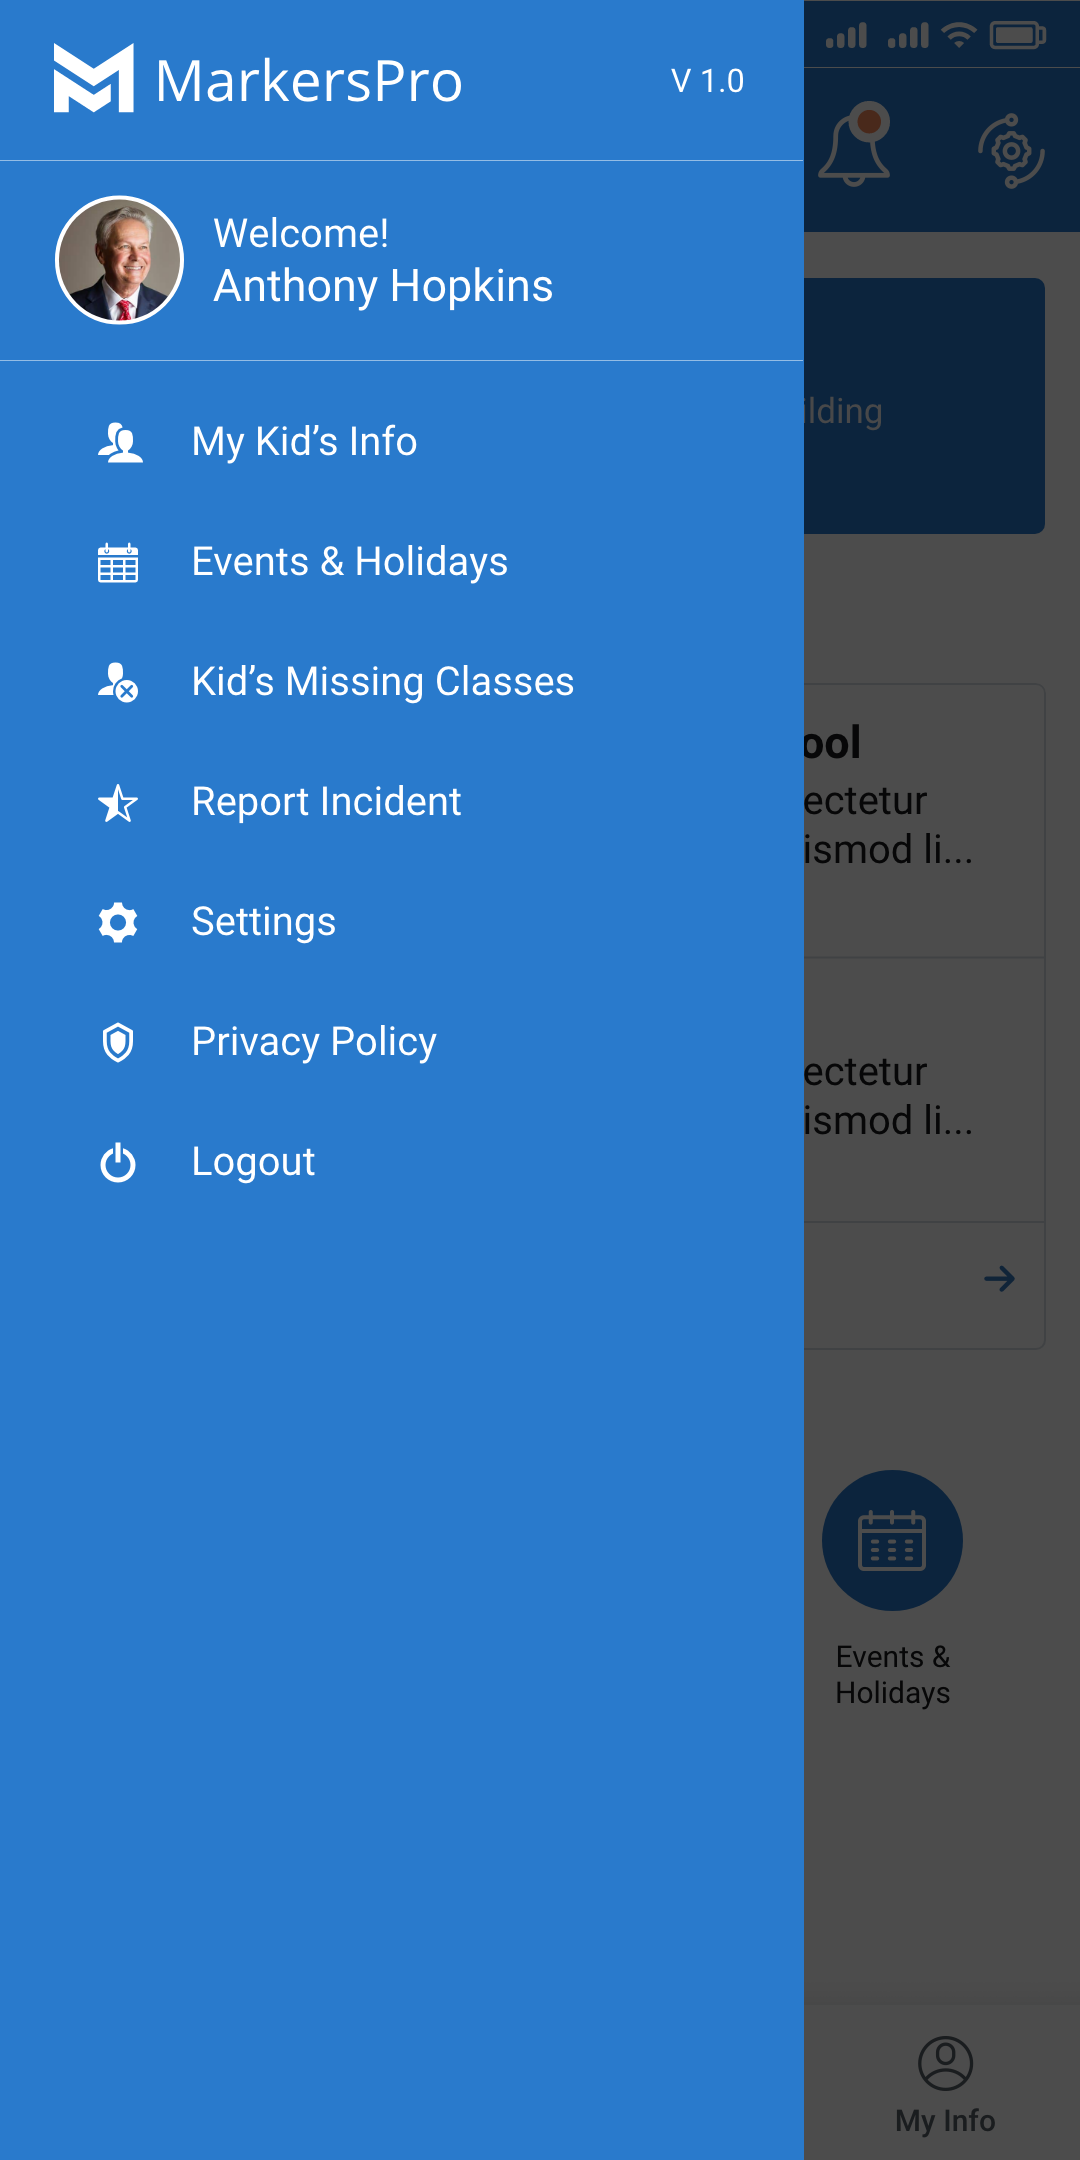 MarkersPro
V 1.0
Welcome!
Anthony Hopkins
My Kid’s Info
Events & Holidays
Kid’s Missing Classes
Report Incident
Settings
Privacy Policy
Logout
ilding
ool
ectetur
ismod li...
ectetur
ismod li...
Events &
Holidays
My Info